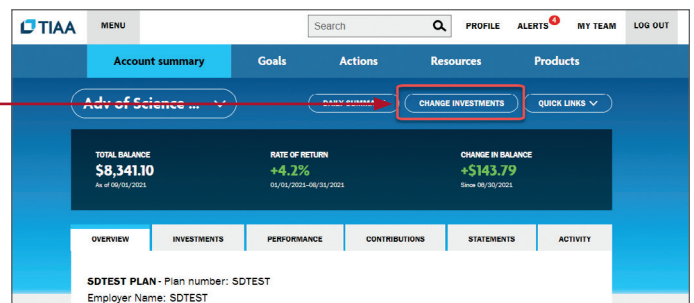 TIAA MENU Search PROFILE ALERTS 4 MY TEAM LOG OUT
Account summary Goals Actions Resources Products
Adv of Science ... DAILY SUMMARY CHANGE INVESTMENTS QUICK LINKS
TOTAL BALANCE RATE OF RETURN CHANGE IN BALANCE
$8,341.10 +4.2% +$143.79
As of 09/01/2021 01/01/2021-08/31/2021 Since 08/30/2021
OVERVIEW INVESTMENTS PERFORMANCE CONTRIBUTIONS STATEMENTS ACTIVITY
SDTEST PLAN - Plan number: SDTEST
Employer Name: SDTEST